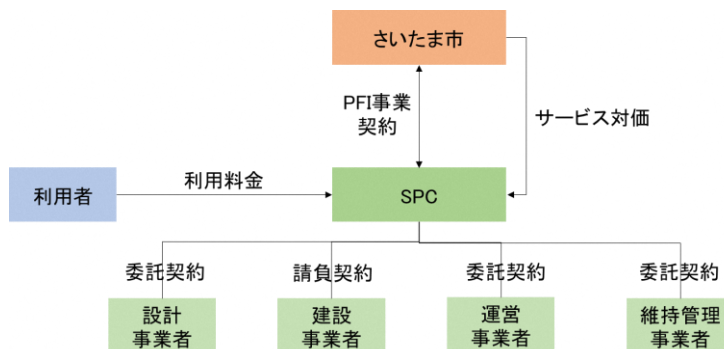 さいたま市
PFI事業
契約
サービス対価
利用者
利用料金
SPC
委託契約
請負契約
委託契約
委託契約
設計
事業者
建設
事業者
運営
事業者
維持管理
事業者